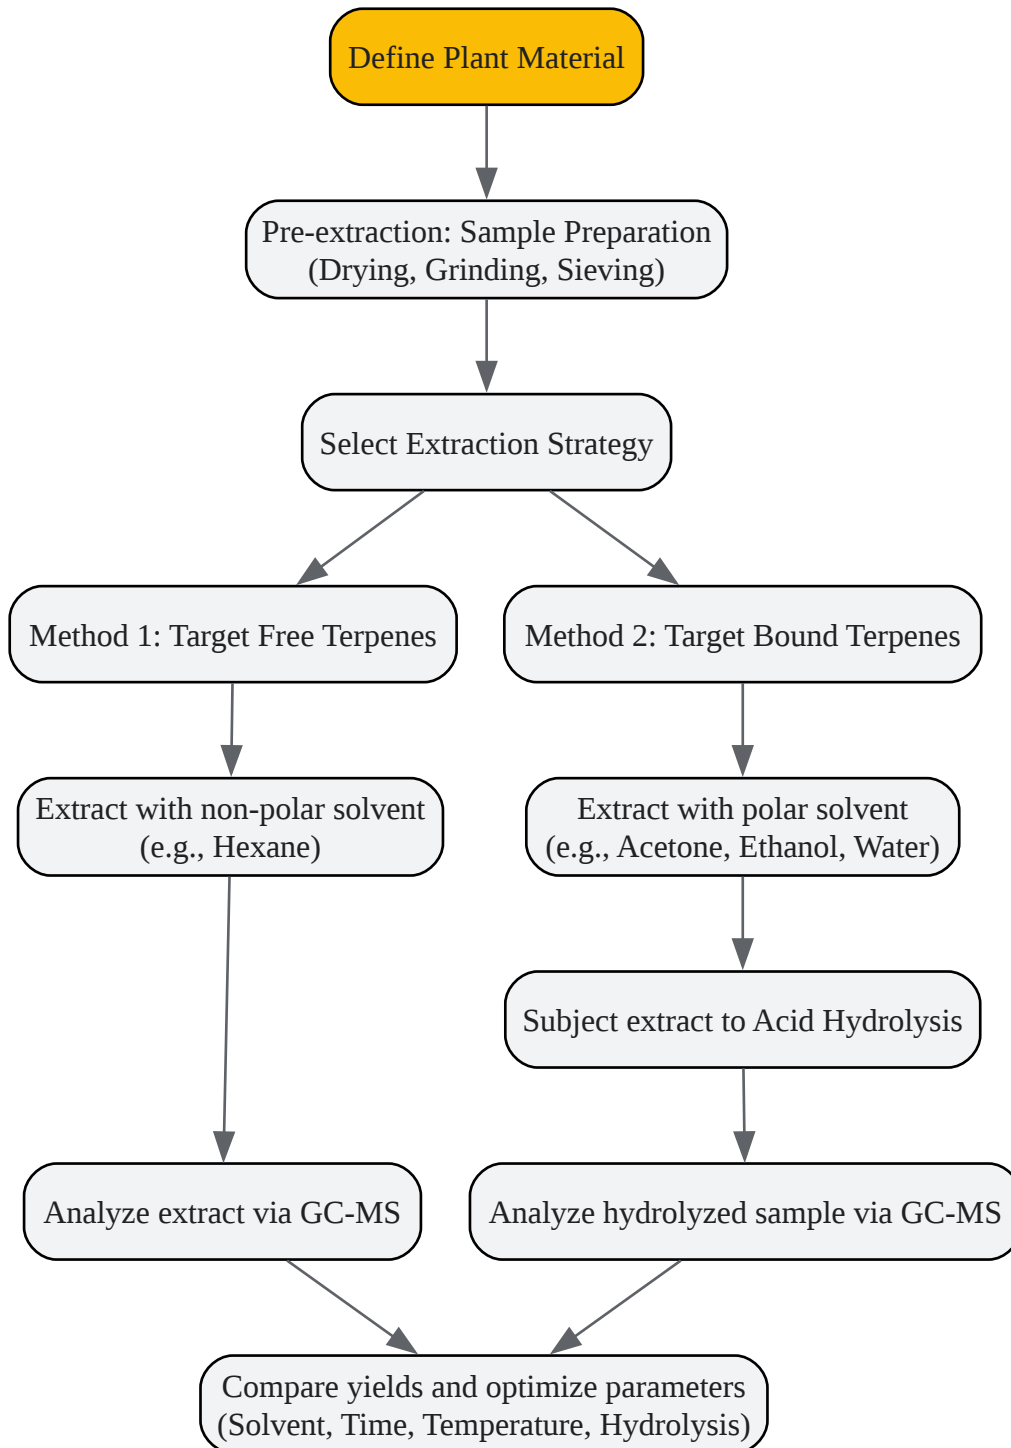 Define Plant Material
Pre-extraction: Sample Preparation
(Drying, Grinding, Sieving)
Select Extraction Strategy
Method 1: Target Free Terpenes
Method 2: Target Bound Terpenes
Extract with non-polar solvent
(e.g., Hexane)
Extract with polar solvent
(e.g., Acetone, Ethanol, Water)
Subject extract to Acid Hydrolysis
Analyze extract via GC-MS
Analyze hydrolyzed sample via GC-MS
Compare yields and optimize parameters
(Solvent, Time, Temperature, Hydrolysis)